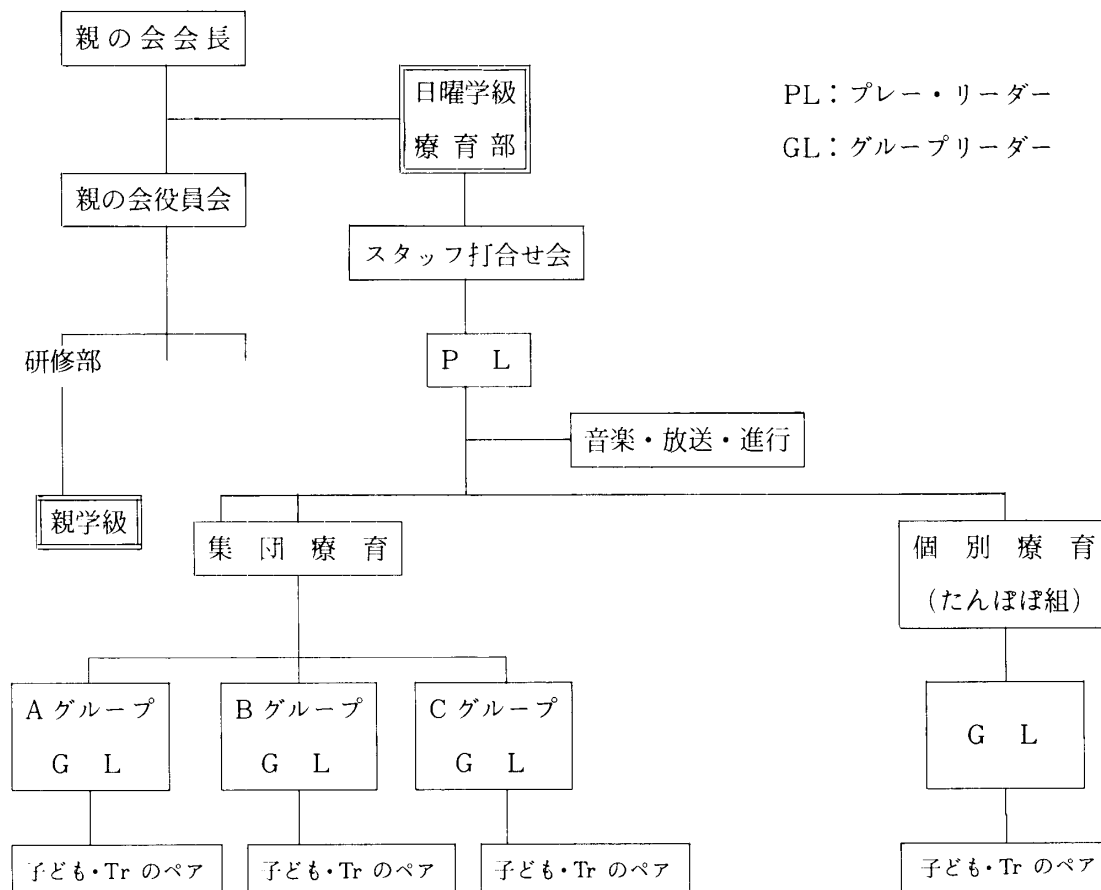 親の会会長
日曜学級
療育部
PL：プレー・リーダー
GL：グループリーダー
親の会役員会
スタッフ打合せ会
研修部
P L
音楽・放送・進行
親学級
集団療育
個別療育
(たんぽぽ組)
Aグループ
G L
Bグループ
G L
Cグループ
G L
G L
子ども・Tr のペア
子ども・Tr のペア
子ども・Tr のペア
子ども・Tr のペア